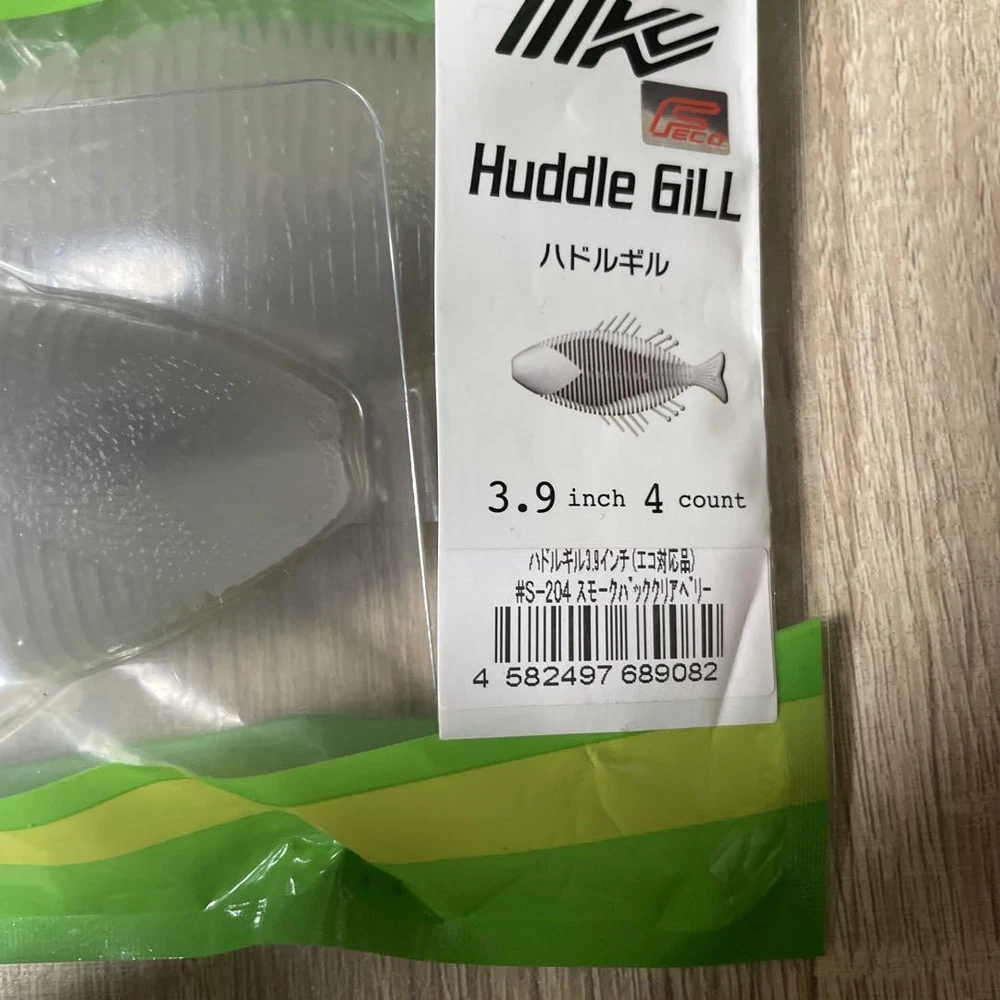 FECO
Huddle GiLL
ハドルギル
3.9 inch 4 count
ハドルギル3.9インチ(エコ対応品)
#S-204 スモークバッククリアベリー
4 582497 689082